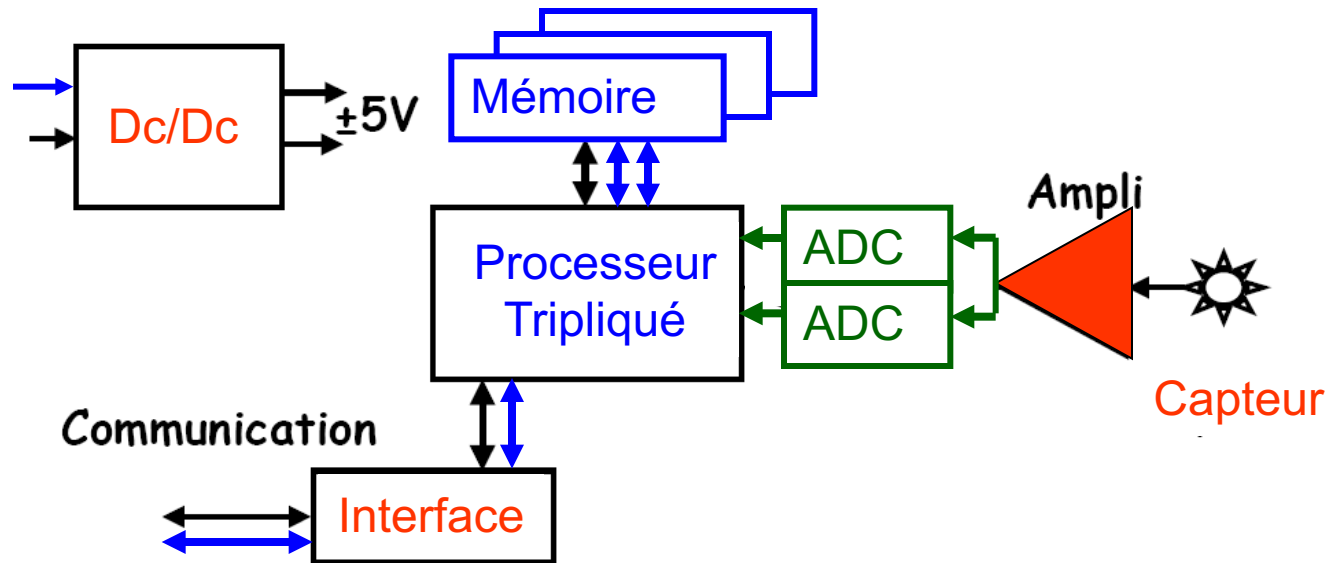 Mémoire
Dc/Dc
±5V
Ampli
Processeur
Tripliqué
ADC
ADC
Capteur
Communication
Interface